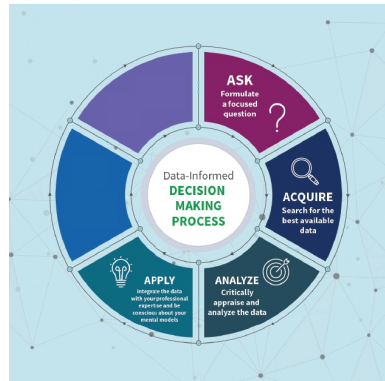 Data-Informed
DECISION
MAKING
PROCESS
ASK
Formulate
a focused
question
ACQUIRE
Search for the
best available
data
ANALYZE
Critically
appraise and
analyze the data
APPLY
Integrate the data
with your professional
expertise and be
conscious about your
mental models